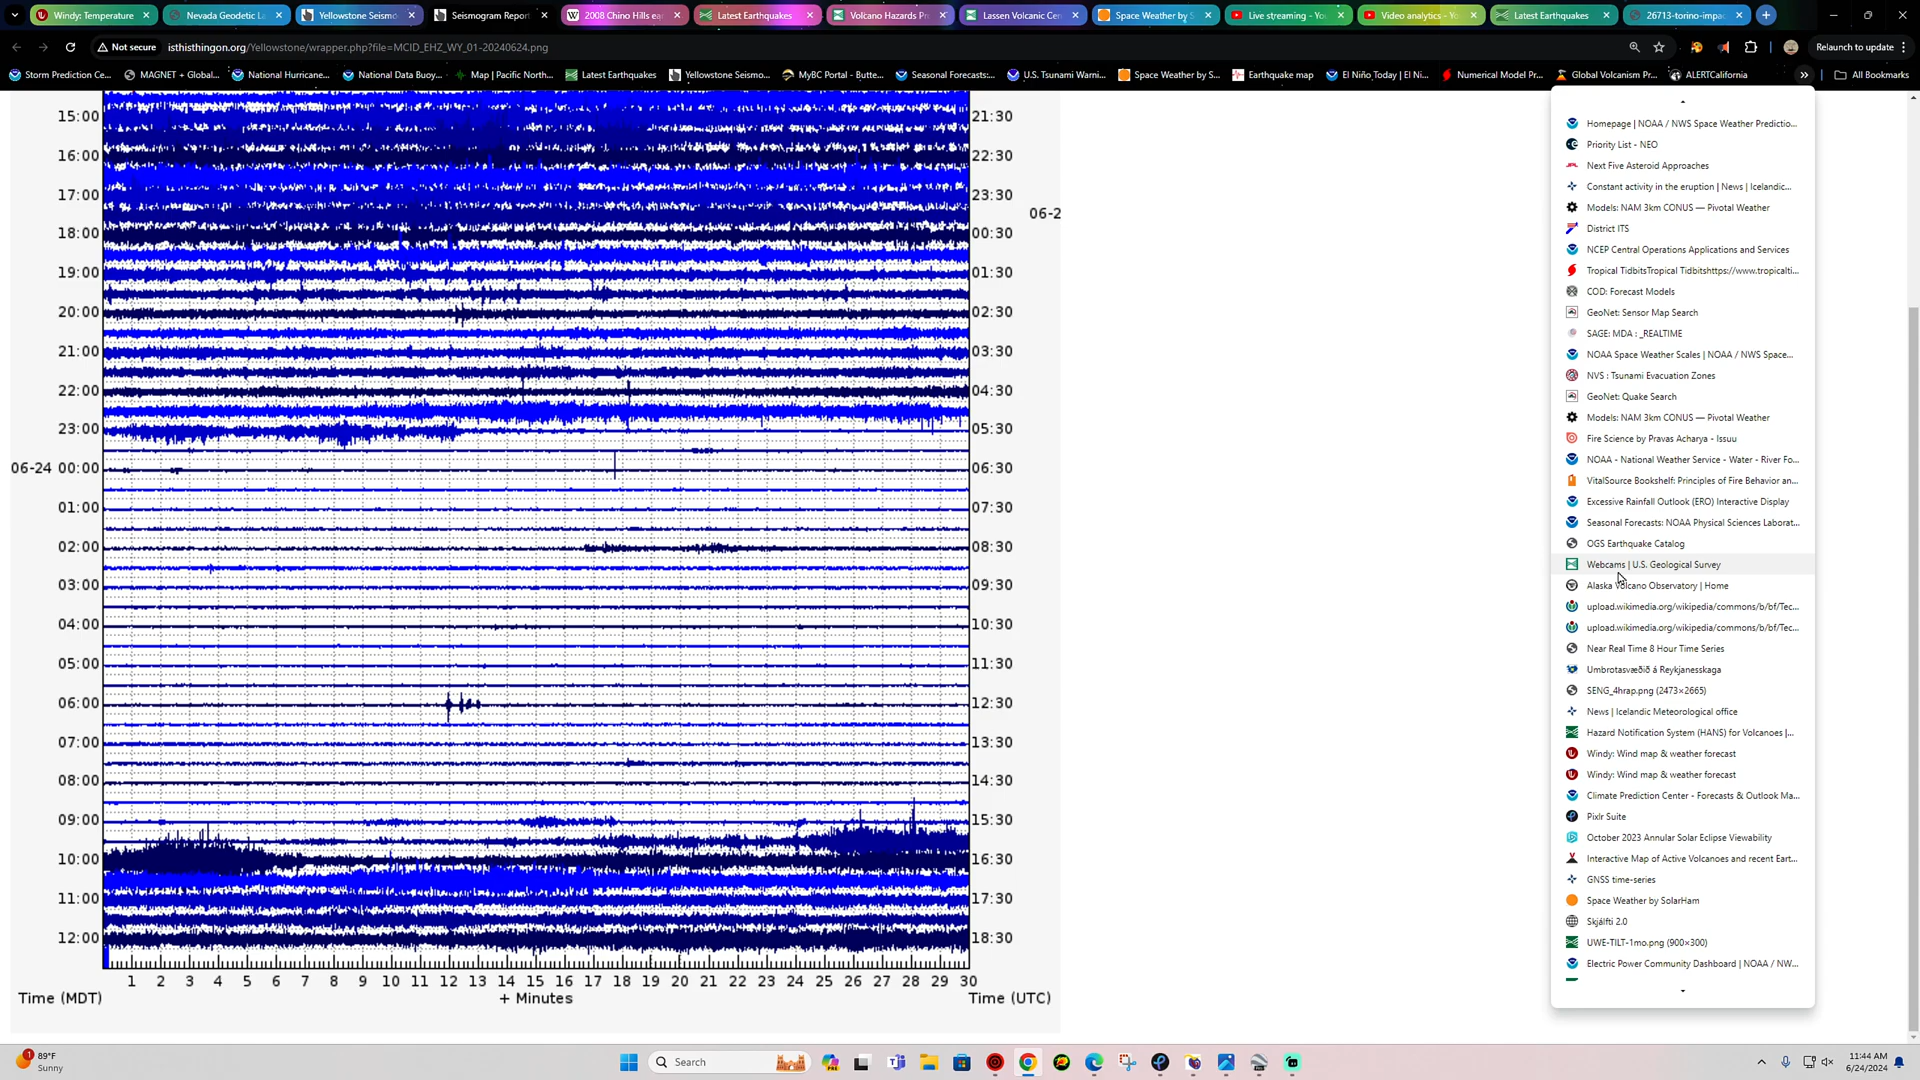 Windy: Temperature
Nevada Geodetic La
Yellowstone Seismo
Seismogram Report
2008 Chino Hills ea
Latest Earthquakes
Volcano Hazards Pr
Lassen Volcanic Cen
Space Weather by S
Live streaming - Yo
Video analytics - Yo
Latest Earthquakes
26713-torino-impac
Not secure
isthisthingon.org/Yellowstone/wrapper.php?file=MCID_EHZ_WY_01-20240624.png
Relaunch to update
Storm Prediction Ce...
MAGNET + Global...
National Hurricane...
National Data Buoy...
Map | Pacific North...
Latest Earthquakes
Yellowstone Seismo...
MyBC Portal - Butte...
Seasonal Forecasts:...
U.S. Tsunami Warni...
Space Weather by S...
Earthquake map
El Niño Today | El Ni...
Numerical Model Pr...
Global Volcanism Pr...
ALERTCalifornia
All Bookmarks
15:00 21:30
16:00 22:30
17:00 23:30
06-2
18:00 00:30
19:00 01:30
20:00 02:30
21:00 03:30
22:00 04:30
23:00 05:30
06-24 00:00 06:30
01:00 07:30
02:00 08:30
03:00 09:30
04:00 10:30
05:00 11:30
06:00 12:30
07:00 13:30
08:00 14:30
09:00 15:30
10:00 16:30
11:00 17:30
12:00 18:30
1 2 3 4 5 6 7 8 9 10 11 12 13 14 15 16 17 18 19 20 21 22 23 24 25 26 27 28 29 30
Time (MDT) + Minutes Time (UTC)
Homepage | NOAA / NWS Space Weather Predictio...
Priority List - NEO
Next Five Asteroid Approaches
Constant activity in the eruption | News | Icelandic...
Models: NAM 3km CONUS — Pivotal Weather
District ITS
NCEP Central Operations Applications and Services
Tropical TidbitsTropical Tidbitshttps://www.tropicalti...
COD: Forecast Models
GeoNet: Sensor Map Search
SAGE: MDA : _REALTIME
NOAA Space Weather Scales | NOAA / NWS Space...
NVS : Tsunami Evacuation Zones
GeoNet: Quake Search
Models: NAM 3km CONUS — Pivotal Weather
Fire Science by Pravas Acharya - Issuu
NOAA - National Weather Service - Water - River Fo...
VitalSource Bookshelf: Principles of Fire Behavior an...
Excessive Rainfall Outlook (ERO) Interactive Display
Seasonal Forecasts: NOAA Physical Sciences Laborat...
OGS Earthquake Catalog
Webcams | U.S. Geological Survey
Alaska Volcano Observatory | Home
upload.wikimedia.org/wikipedia/commons/b/bf/Tec...
upload.wikimedia.org/wikipedia/commons/b/bf/Tec...
Near Real Time 8 Hour Time Series
Umbrotasvæðið á Reykjanesskaga
SENG_4hrap.png (2473×2665)
News | Icelandic Meteorological office
Hazard Notification System (HANS) for Volcanoes |...
Windy: Wind map & weather forecast
Windy: Wind map & weather forecast
Climate Prediction Center - Forecasts & Outlook Ma...
Pixlr Suite
October 2023 Annular Solar Eclipse Viewability
Interactive Map of Active Volcanoes and recent Eart...
GNSS time-series
Space Weather by SolarHam
Skjálfti 2.0
UWE-TILT-1mo.png (900×300)
Electric Power Community Dashboard | NOAA / NW...
1
89°F
Sunny
Search
11:44 AM
6/24/2024